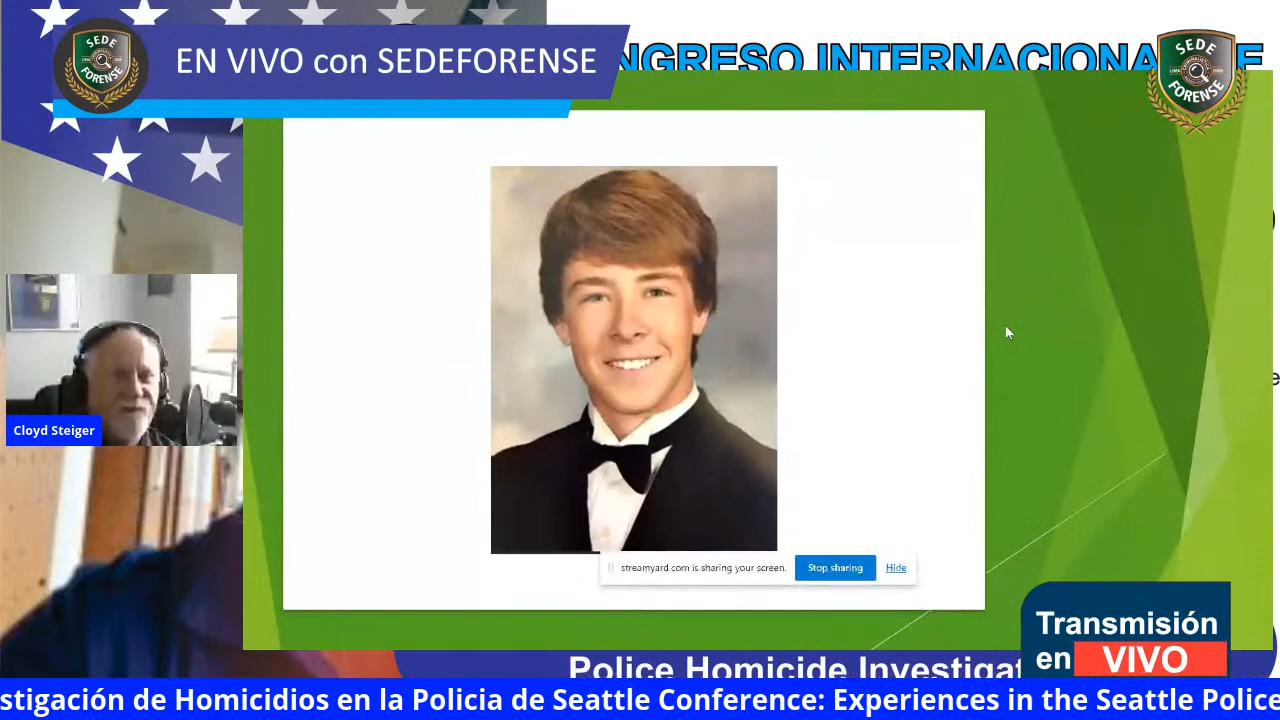 SEDE
FORENSE
EN VIVO con SEDEFORENSE
NGRESO INTERNACIONA
E
SEDE
LIMA
FORENSE
Cloyd Steiger
streamyard.com is sharing your screen.
Stop sharing
Hide
Transmisión
en VIVO
Police Homicide Investigat
stigación de Homicidios en la Policia de Seattle Conference: Experiences in the Seattle Police